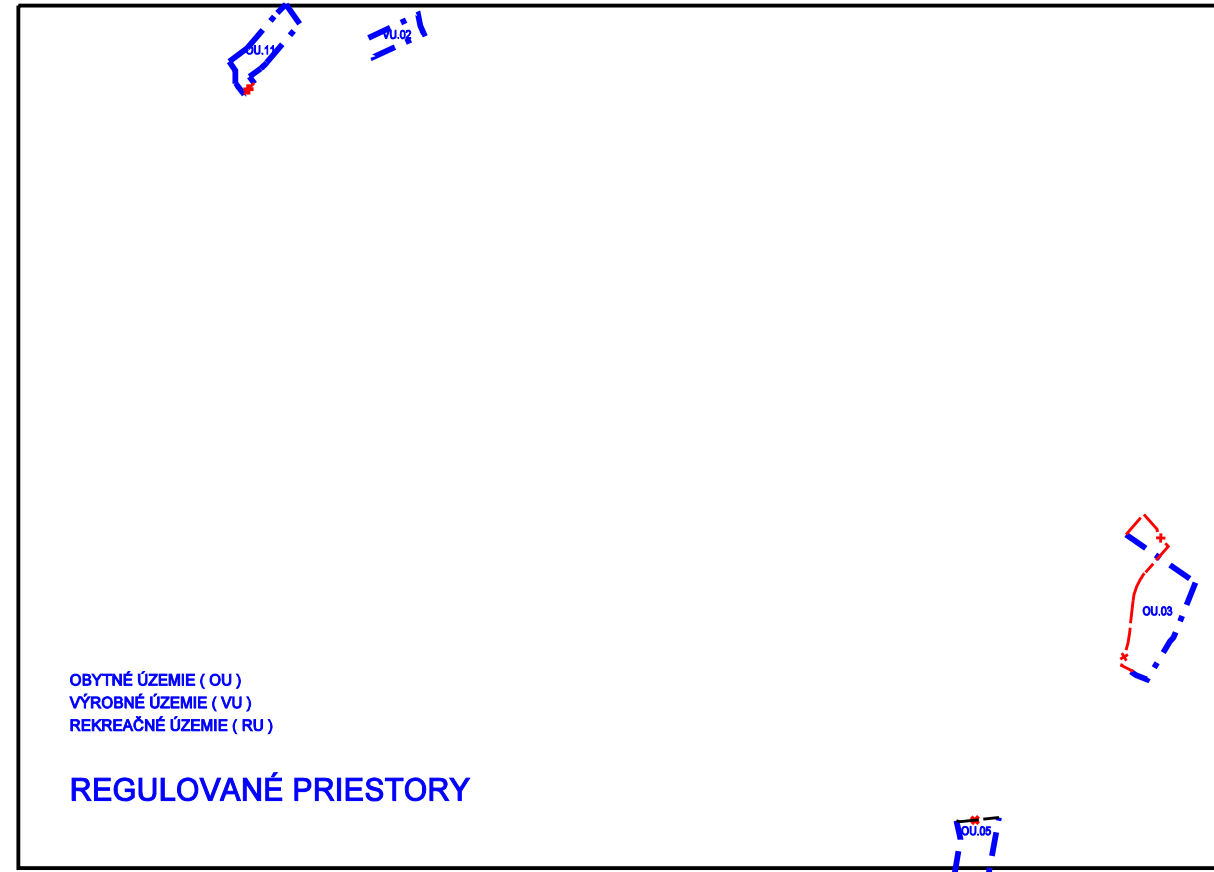 OU.11
VU.02
OU.03
OBYTNÉ ÚZEMIE ( OU )
VÝROBNÉ ÚZEMIE ( VU )
REKREAČNÉ ÚZEMIE ( RU )
REGULOVANÉ PRIESTORY
OU.05